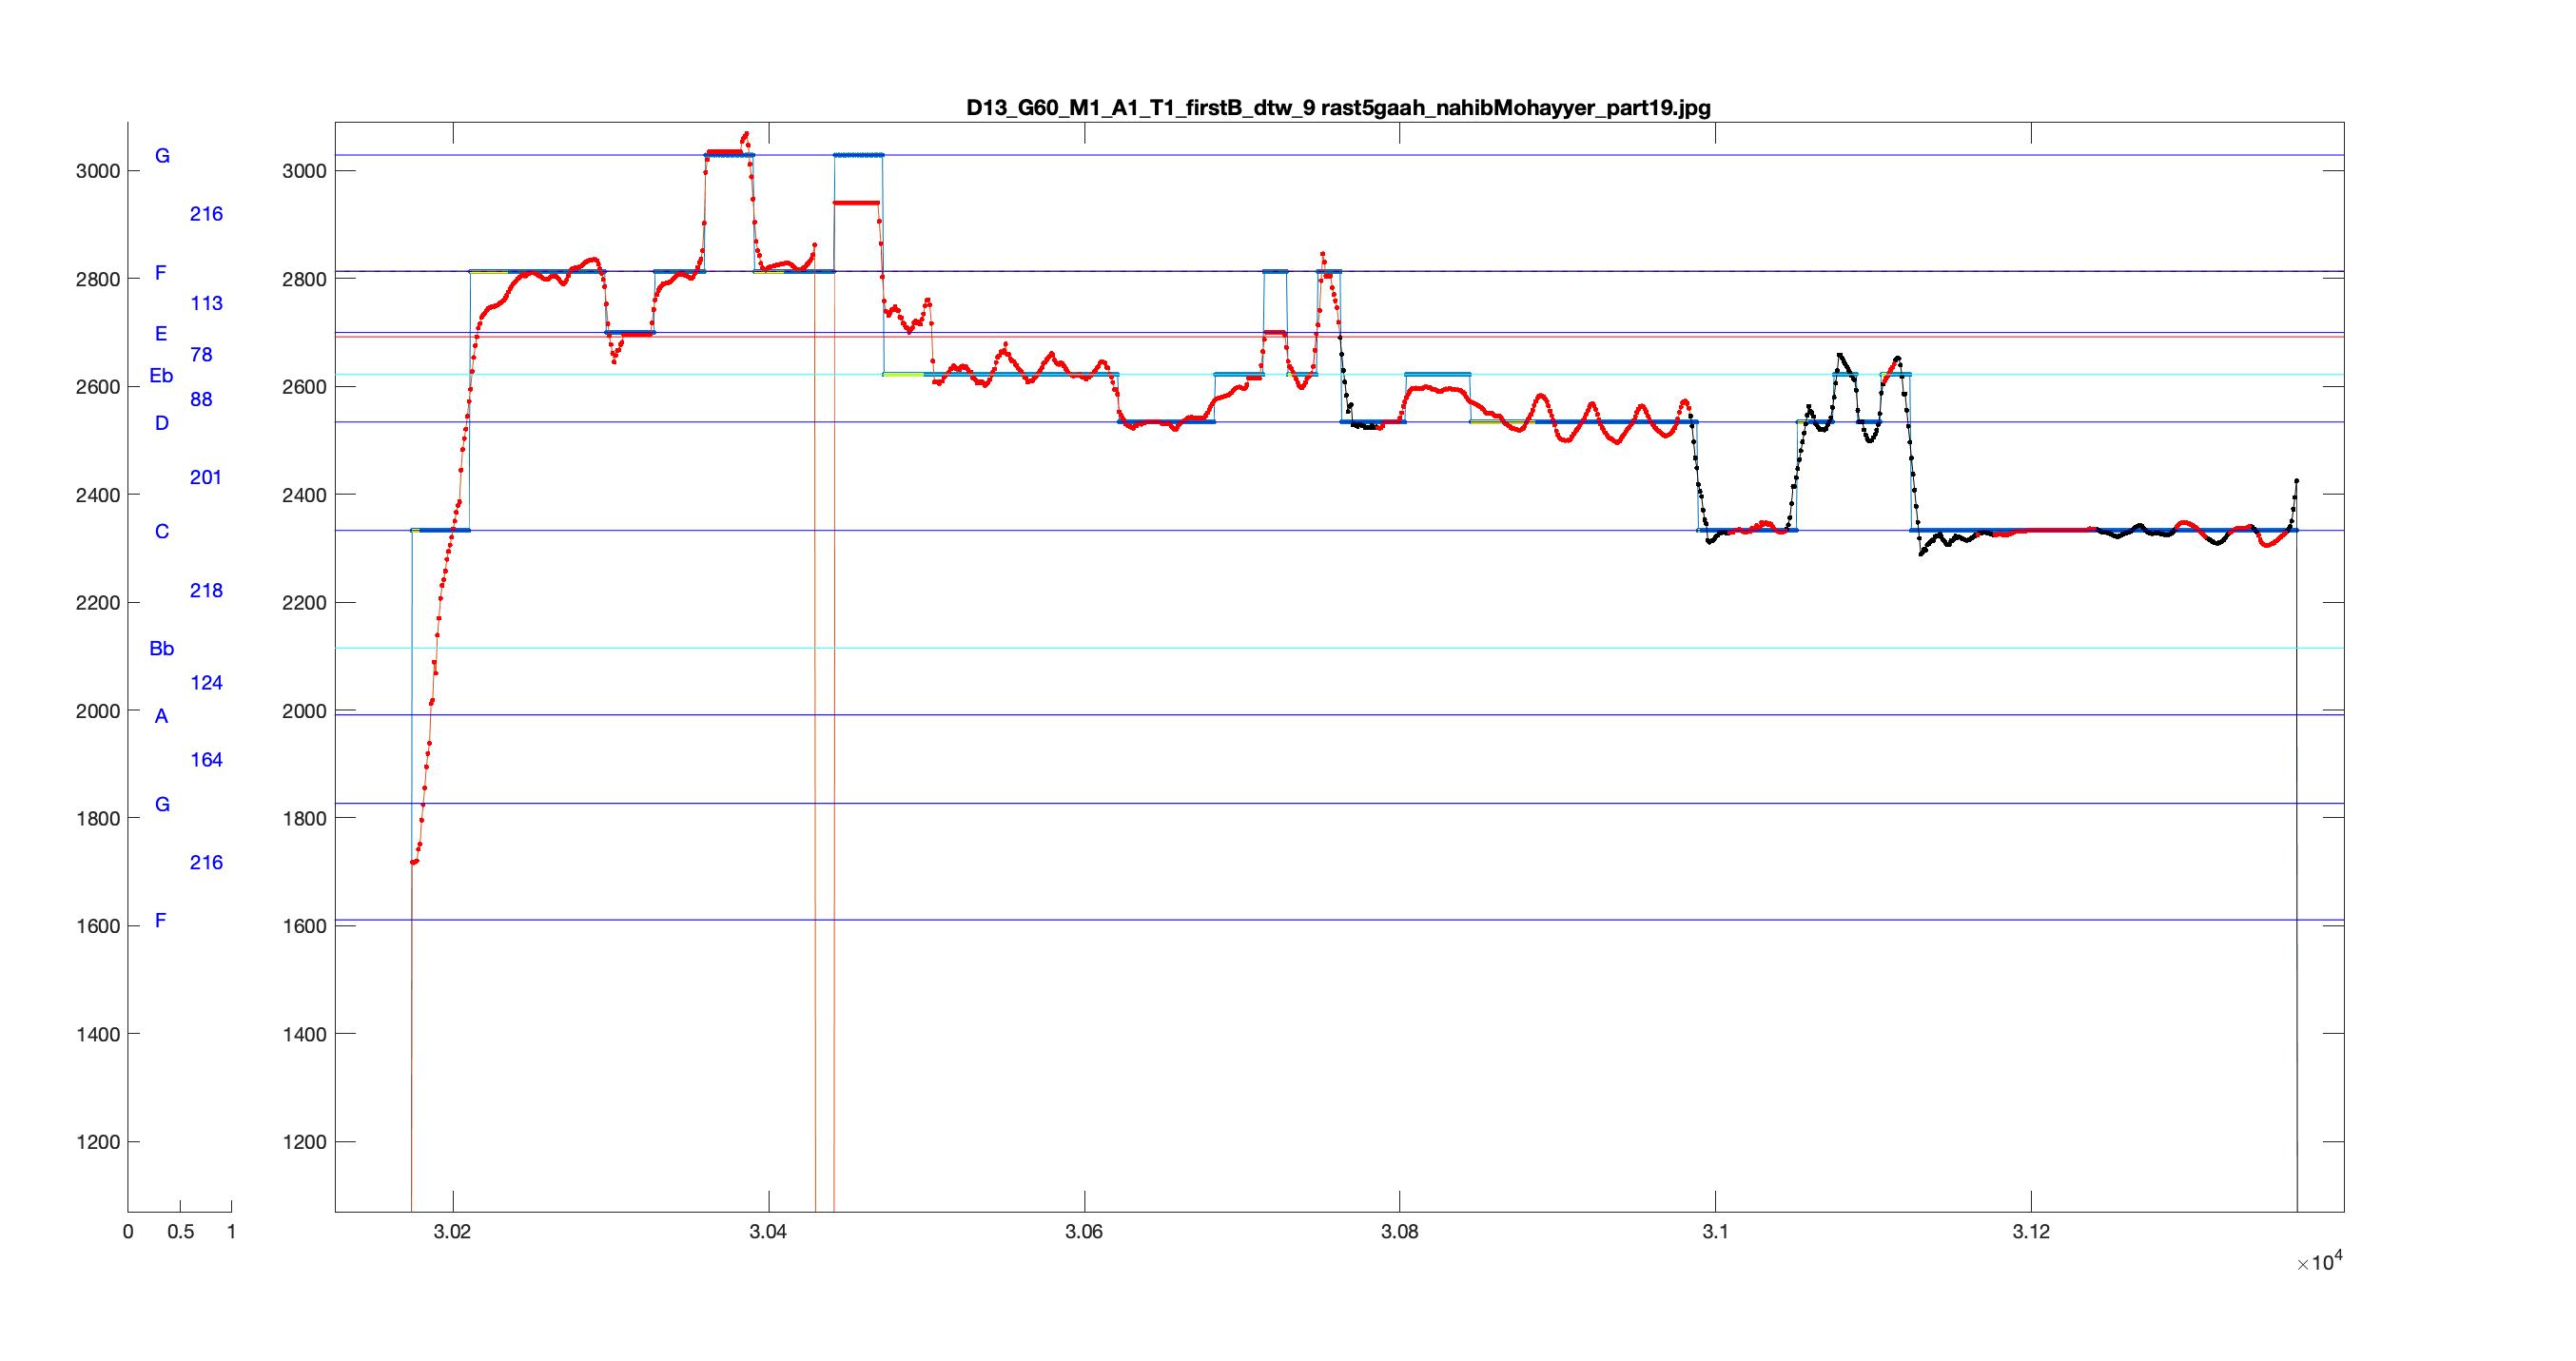 D13_G60_M1_A1_T1_firstB_dtw_9 rast5gaah_nahibMohayyer_part19.jpg
G
3000 3000
216
F
2800 2800
113
E
78
2600 Eb 2600
88
D
201
2400 2400
C
218
2200 2200
Bb
124
2000 A 2000
164
G
1800 1800
216
F
1600 1600
1400 1400
1200 1200
0 0.5 1 3.02 3.04 3.06 3.08 3.1 3.12
×10^4